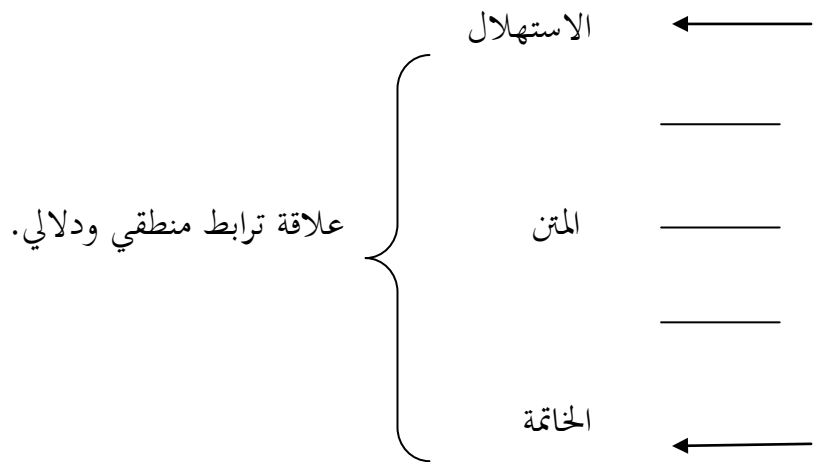 الاستهلال
المتن
علاقة ترابط منطقي ودلالي.
الخاتمة